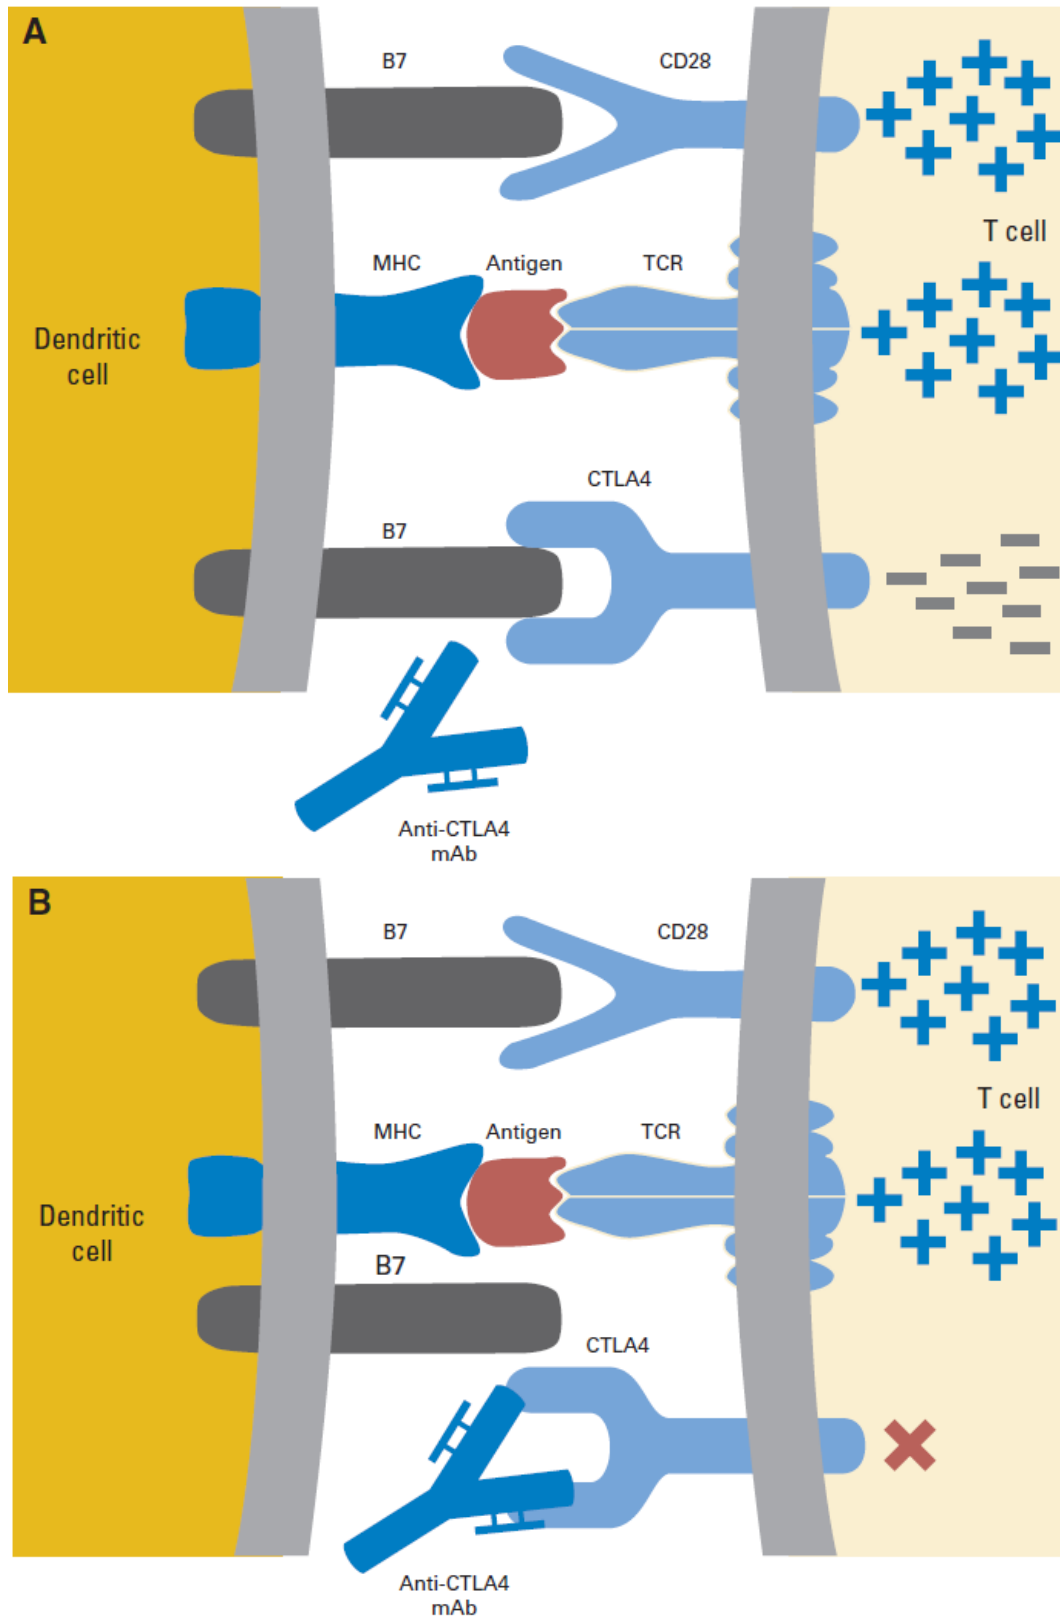 A
B7
CD28
T cell
MHC
Antigen
TCR
Dendritic
cell
CTLA4
B7
Anti-CTLA4
mAb
B
B7
CD28
T cell
MHC
Antigen
TCR
Dendritic
cell
B7
CTLA4
Anti-CTLA4
mAb